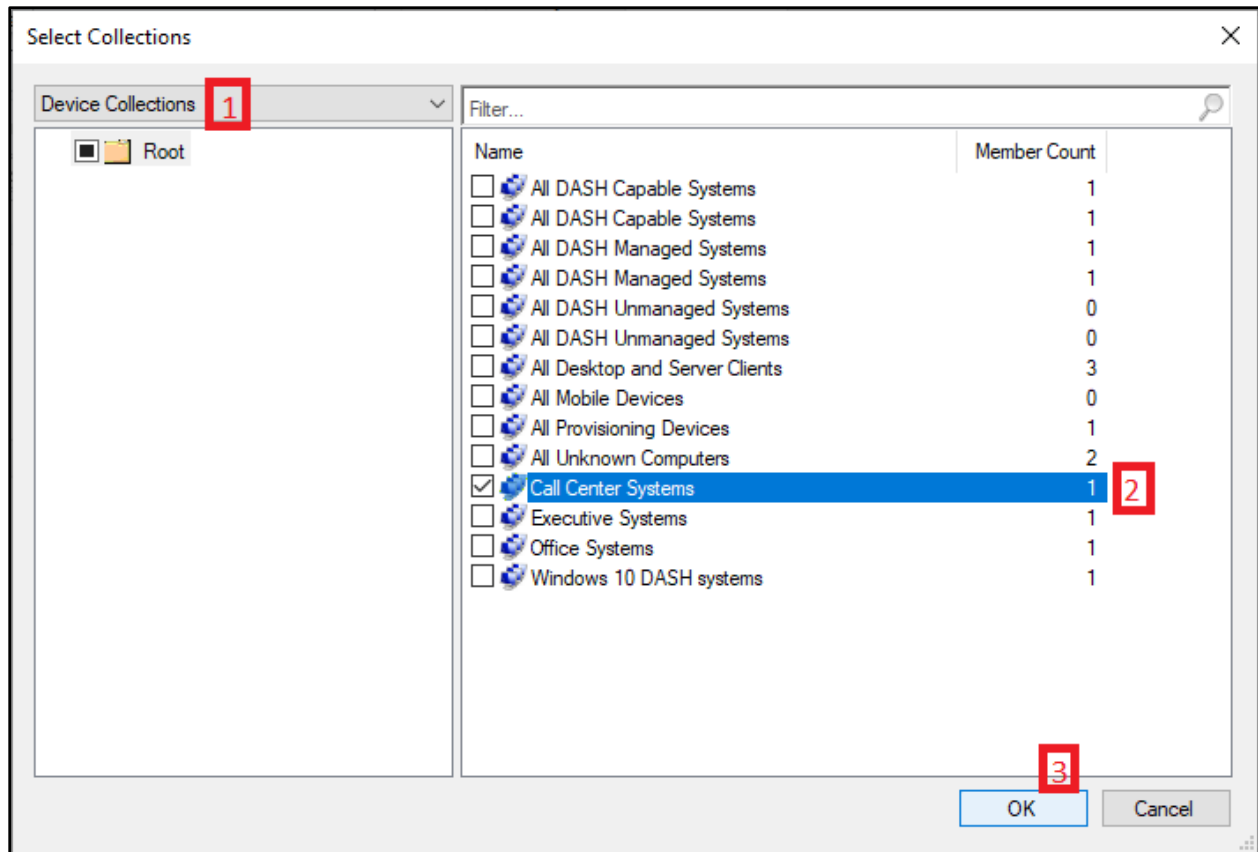 Select Collections
Device Collections 1
Filter...
Root
Name Member Count
All DASH Capable Systems 1
All DASH Capable Systems 1
All DASH Managed Systems 1
All DASH Managed Systems 1
All DASH Unmanaged Systems 0
All DASH Unmanaged Systems 0
All Desktop and Server Clients 3
All Mobile Devices 0
All Provisioning Devices 1
All Unknown Computers 2
Call Center Systems 1 2
Executive Systems 1
Office Systems 1
Windows 10 DASH systems 1
3
OK Cancel